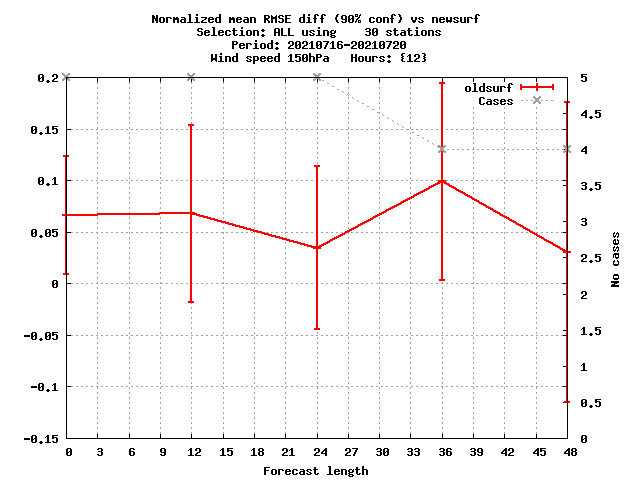 Normalized mean RMSE diff (90% conf) vs newsurf
Selection: ALL using    30 stations
Period: 20210716-20210720
Wind speed 150hPa   Hours: {12}
oldsurf
Cases
0.2
0.15
0.1
0.05
0
-0.05
-0.1
-0.15
5
4.5
4
3.5
3
2.5
2
1.5
1
0.5
0
No cases
0 3 6 9 12 15 18 21 24 27 30 33 36 39 42 45 48
Forecast length